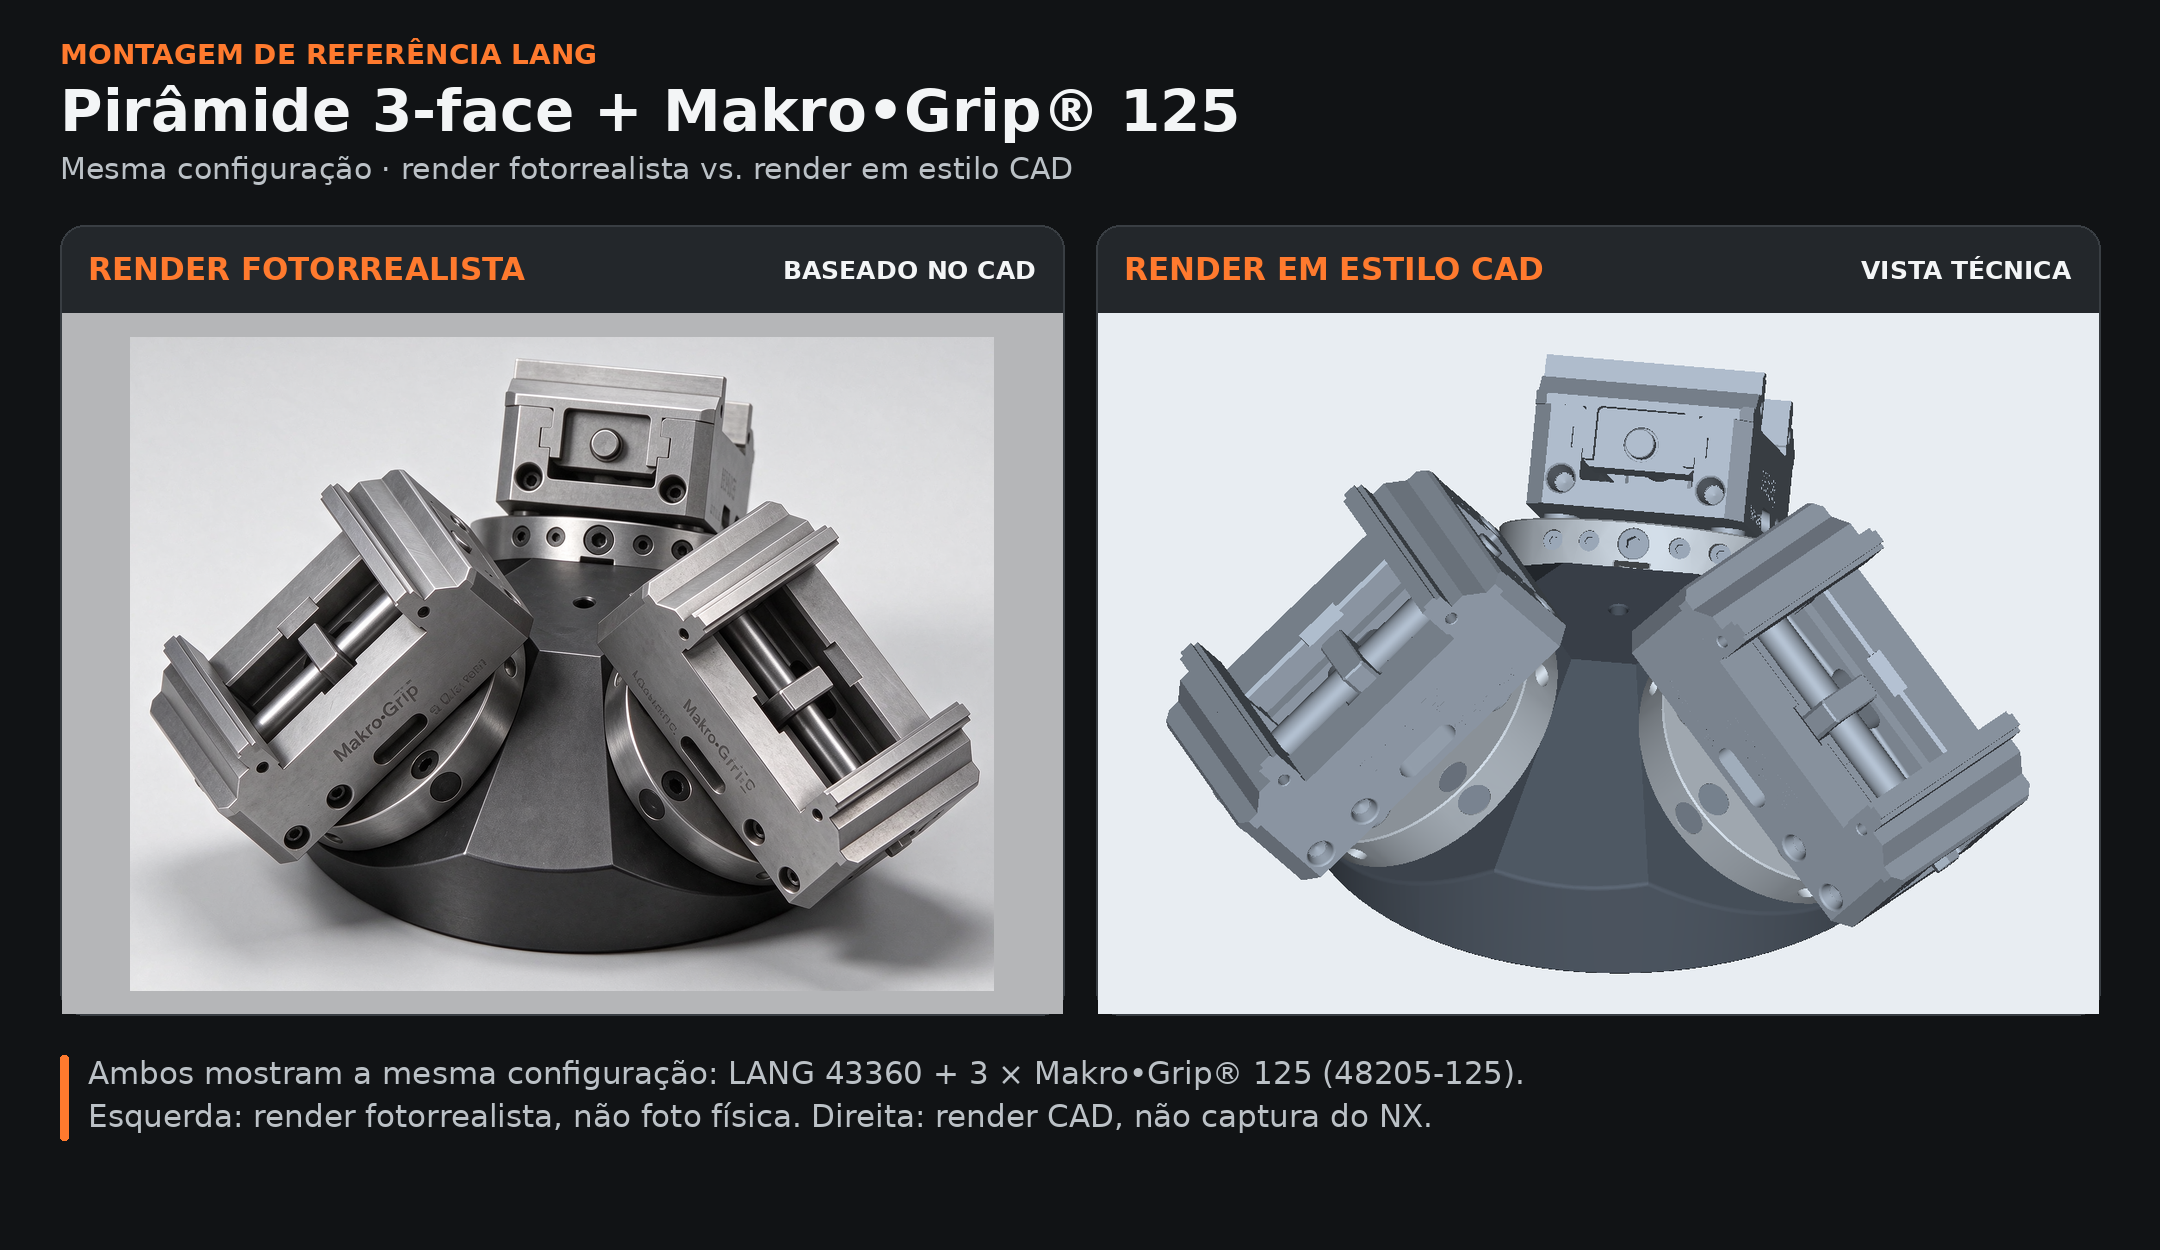 MONTAGEM DE REFERÊNCIA LANG
Pirâmide 3-face + Makro•Grip® 125
Mesma configuração · render fotorrealista vs. render em estilo CAD
RENDER FOTORREALISTA
BASEADO NO CAD
RENDER EM ESTILO CAD
VISTA TÉCNICA
Makro•Grip
Makro•Grip
Ambos mostram a mesma configuração: LANG 43360 + 3 × Makro•Grip® 125 (48205-125).
Esquerda: render fotorrealista, não foto física. Direita: render CAD, não captura do NX.